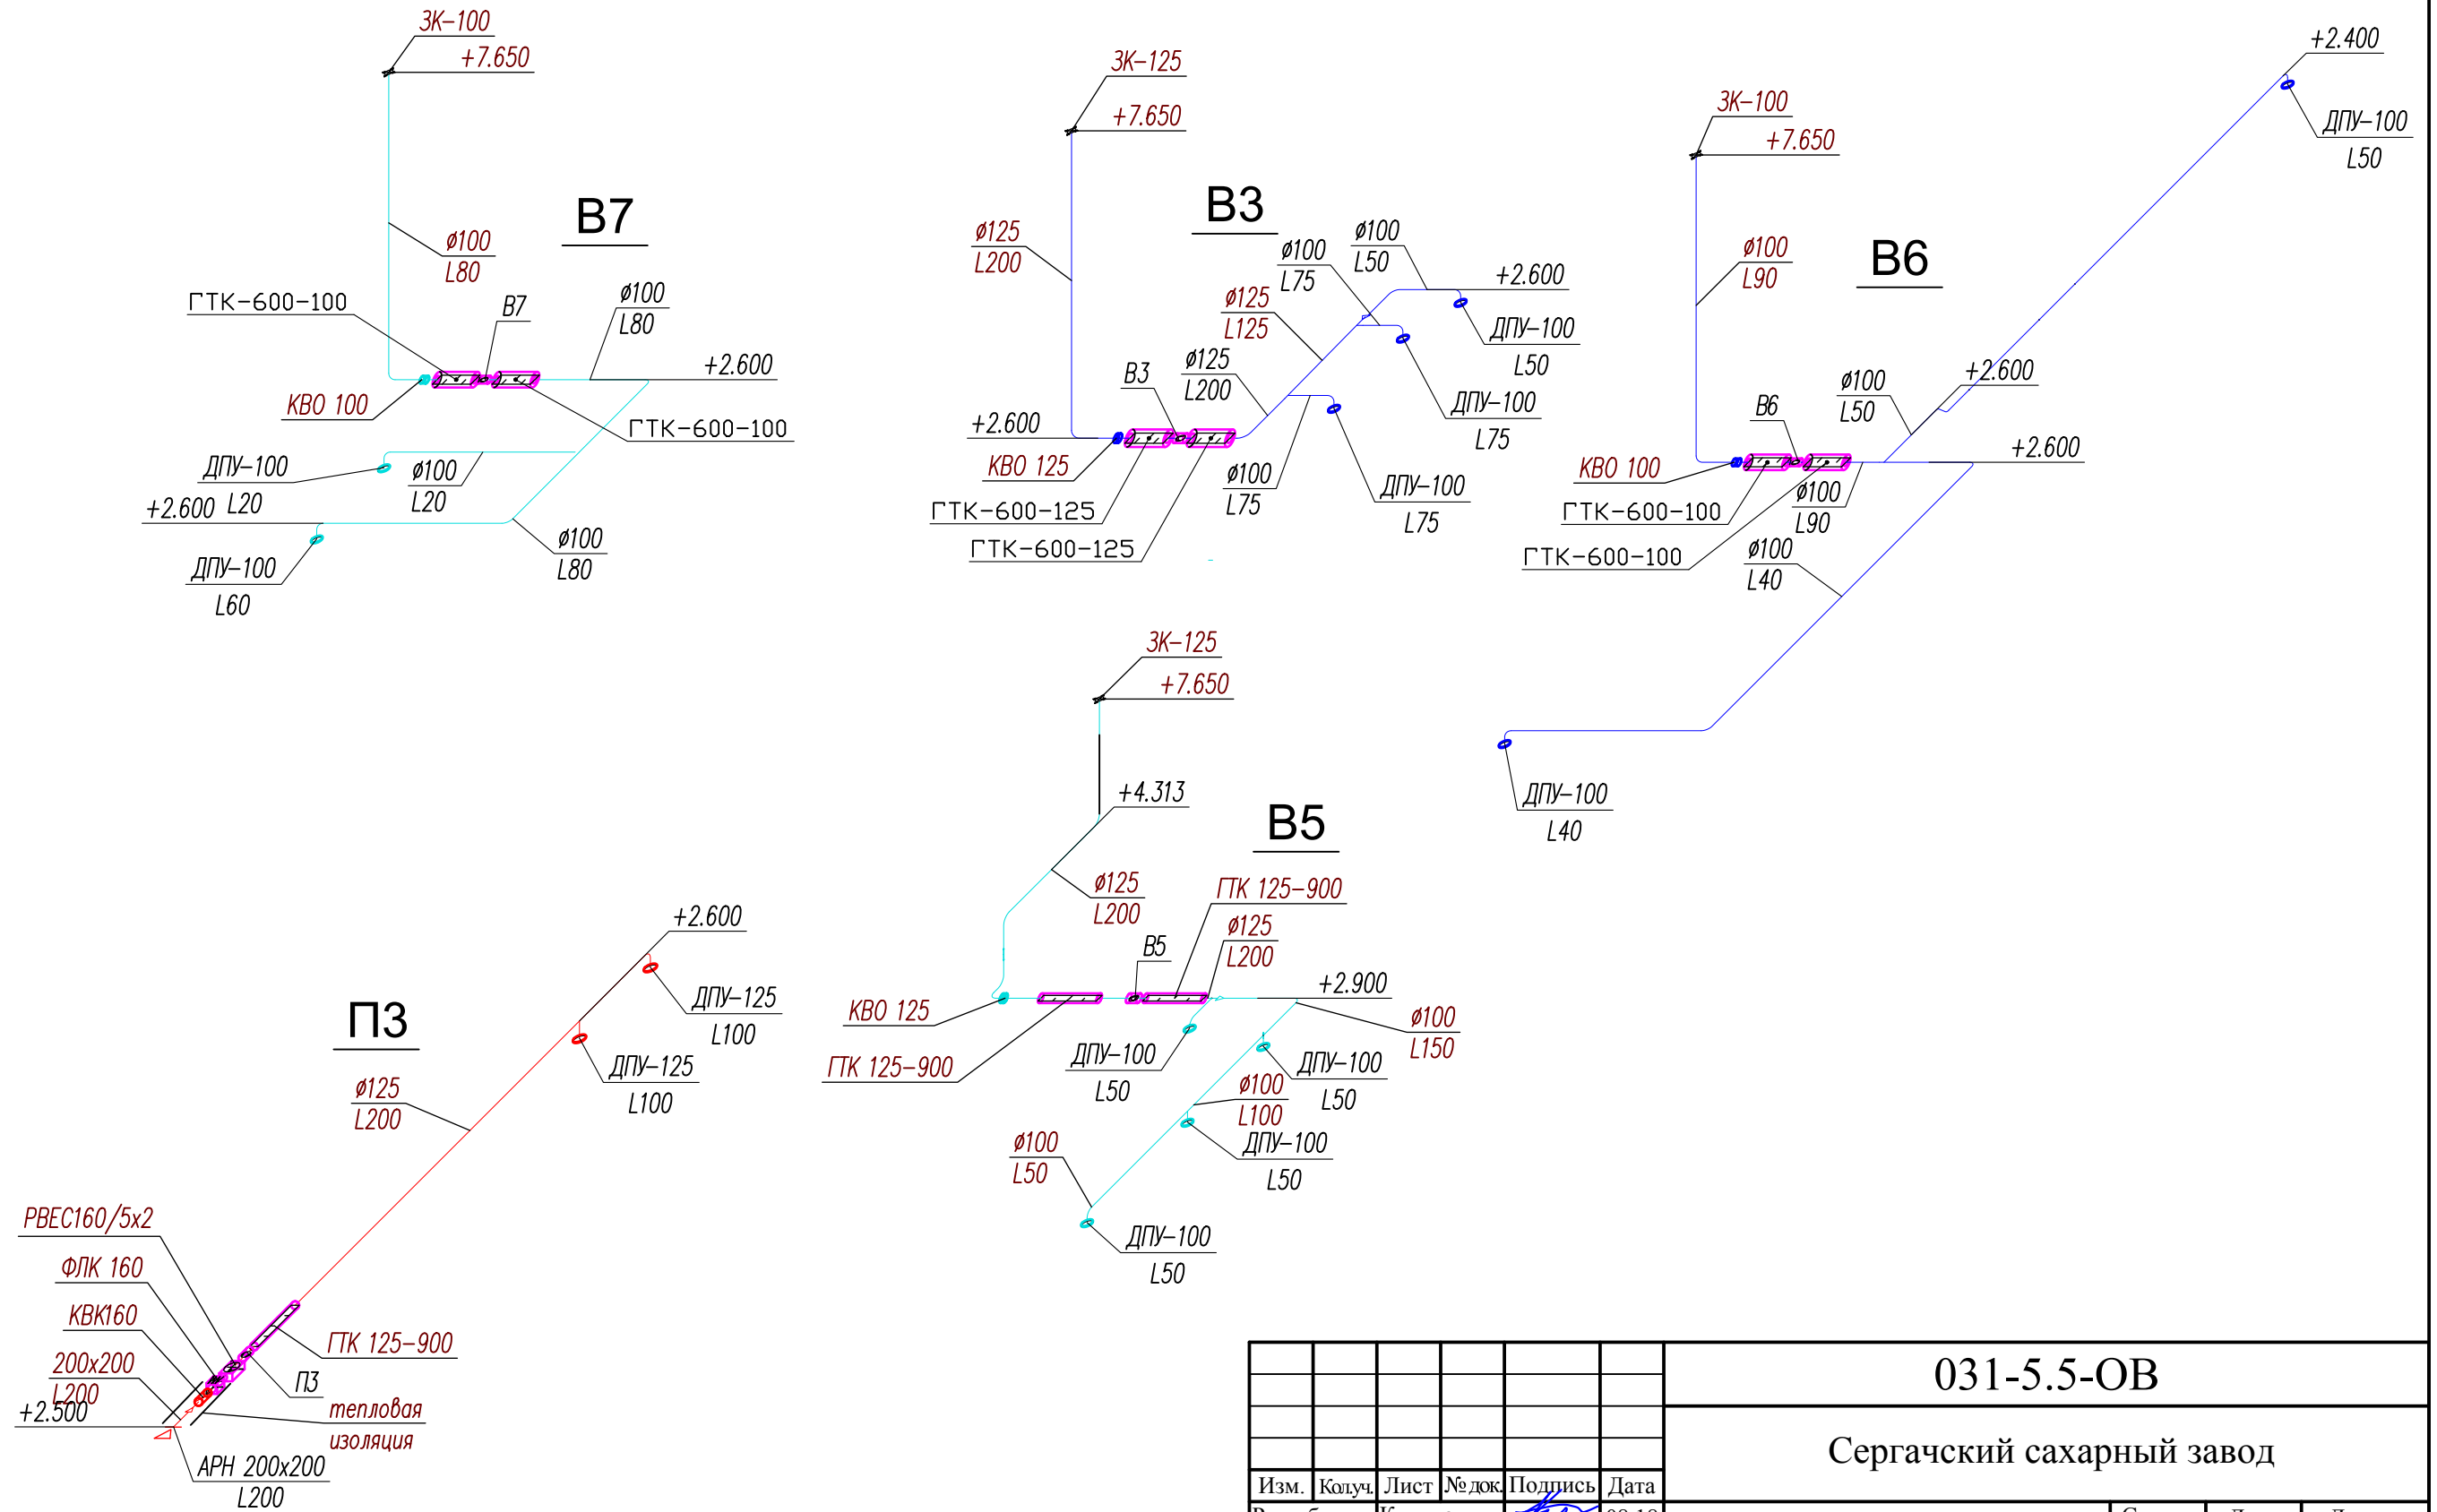 ЗК-100
+7.650
В7
ø100
L80
ГТК-600-100
В7
ø100
L80
+2.600
КВО 100
ГТК-600-100
ДПУ-100
L20
ø100
L20
+2.600
ø100
L80
ДПУ-100
L60
ЗК-125
+7.650
В3
ø125
L200
ø100
L50
ø100
L75
+2.600
ø125
L125
ДПУ-100
L50
В3
ø125
L200
ДПУ-100
L75
+2.600
КВО 125
ø100
L75
ДПУ-100
L75
ГТК-600-125
ГТК-600-125
+2.400
ДПУ-100
L50
ЗК-100
+7.650
В6
ø100
L90
+2.600
ø100
L50
В6
+2.600
КВО 100
ø100
L90
ГТК-600-100
ГТК-600-100
ø100
L40
ДПУ-100
L40
ЗК-125
+7.650
+4.313
В5
ø125
L200
ГТК 125-900
В5
ø125
L200
+2.900
КВО 125
ø100
L150
ГТК 125-900
ДПУ-100
L50
ДПУ-100
L50
ø100
L100
ДПУ-100
L50
ø100
L50
ДПУ-100
L50
+2.600
П3
ДПУ-125
L100
ДПУ-125
L100
ø125
L200
РВЕС160/5х2
ФЛК 160
КВК160
200х200
L200
+2.500
ГТК 125-900
П3
тепловая
изоляция
АРН 200х200
L200
031-5.5-ОВ
Сергачский сахарный завод
Изм. Кол.уч. Лист № док. Подпись Дата